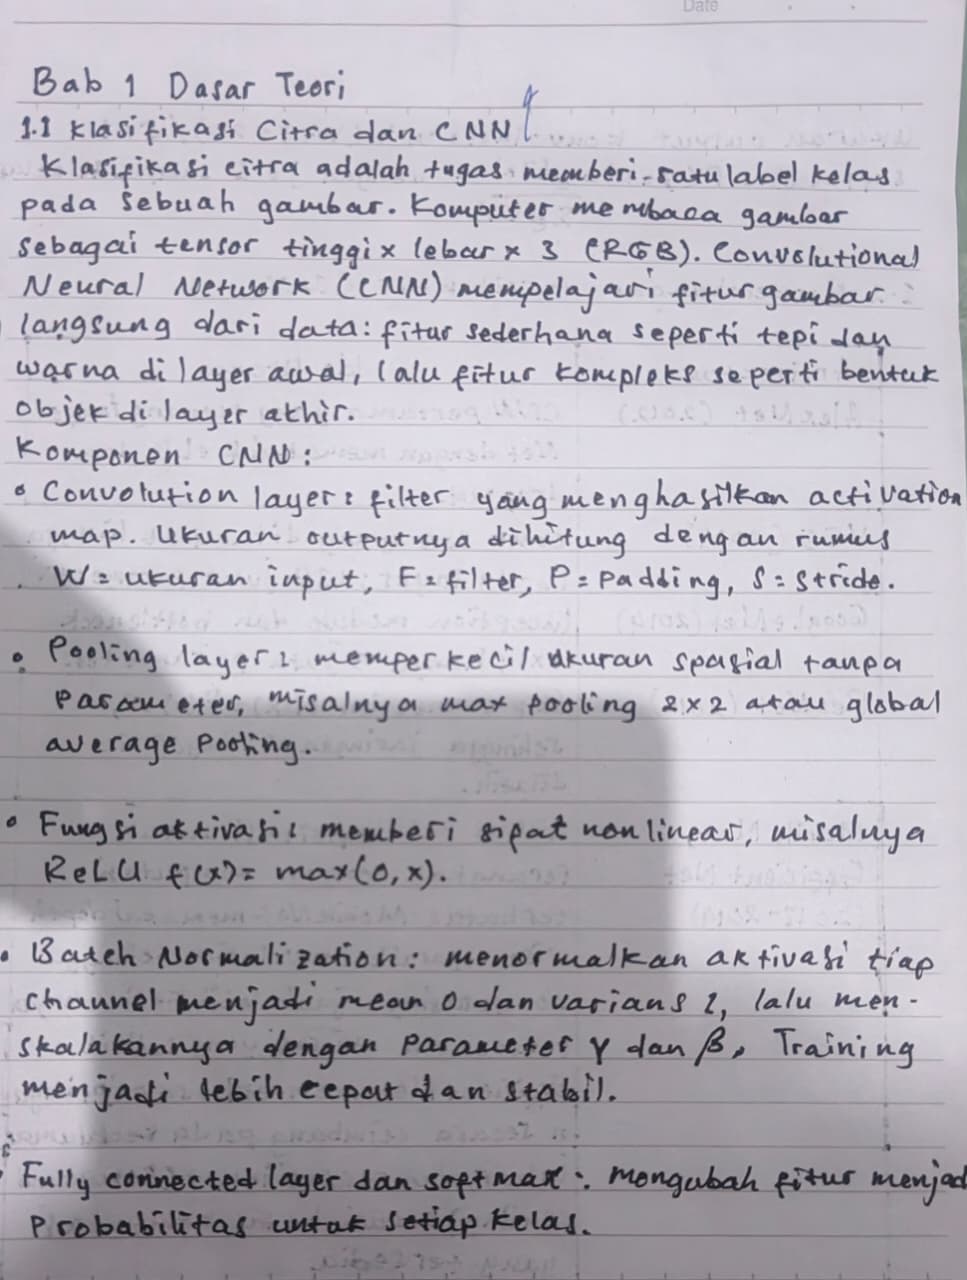 Date
Bab 1 Dasar Teori
1.1 Klasifikasi Citra dan CNN
Klasifikasi citra adalah tugas memberi satu label kelas
pada sebuah gambar. Komputer membaca gambar
sebagai tensor tinggi x lebar x 3 (RGB). Convolutional
Neural Network (CNN) mempelajari fitur gambar
langsung dari data: fitur sederhana seperti tepi dan
warna di layer awal, lalu fitur kompleks seperti bentuk
objek di layer akhir.
Komponen CNN:
• Convolution layer: filter yang menghasilkan activation
map. Ukuran outputnya dihitung dengan rumus
W = ukuran input, F = filter, P = Padding, S = Stride.
• Pooling layer: memperkecil ukuran spasial tanpa
Parameter, misalnya max pooling 2x2 atau global
average Pooling.
• Fungsi aktivasi: memberi sifat nonlinear, misalnya
ReLU f(x) = max(0,x).
• Batch Normalization: menormalkan aktivasi tiap
channel menjadi mean 0 dan varians 1, lalu men-
skalakannya dengan Parameter γ dan β, Training
menjadi lebih cepat dan stabil.
Fully connected layer dan softmax: mengubah fitur menjad
Probabilitas untuk setiap kelas.